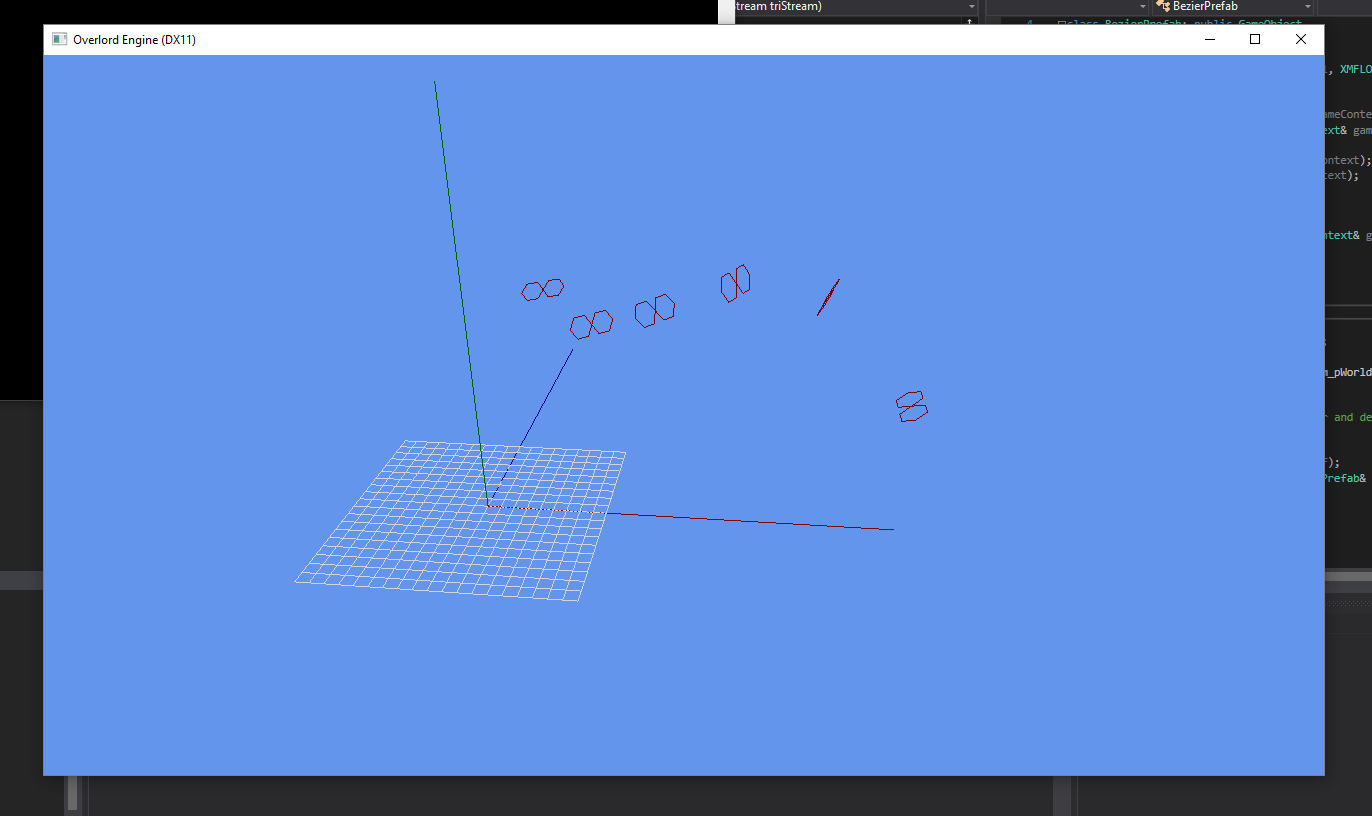 Stream triStream)
BezierPrefab
4 class BezierPrefab: public GameObject
Overlord Engine (DX11)
, XMFLO
ameConte
ext& gam
ontext);
text);
ntext& g
_pWorld
r and de
);
Prefab&